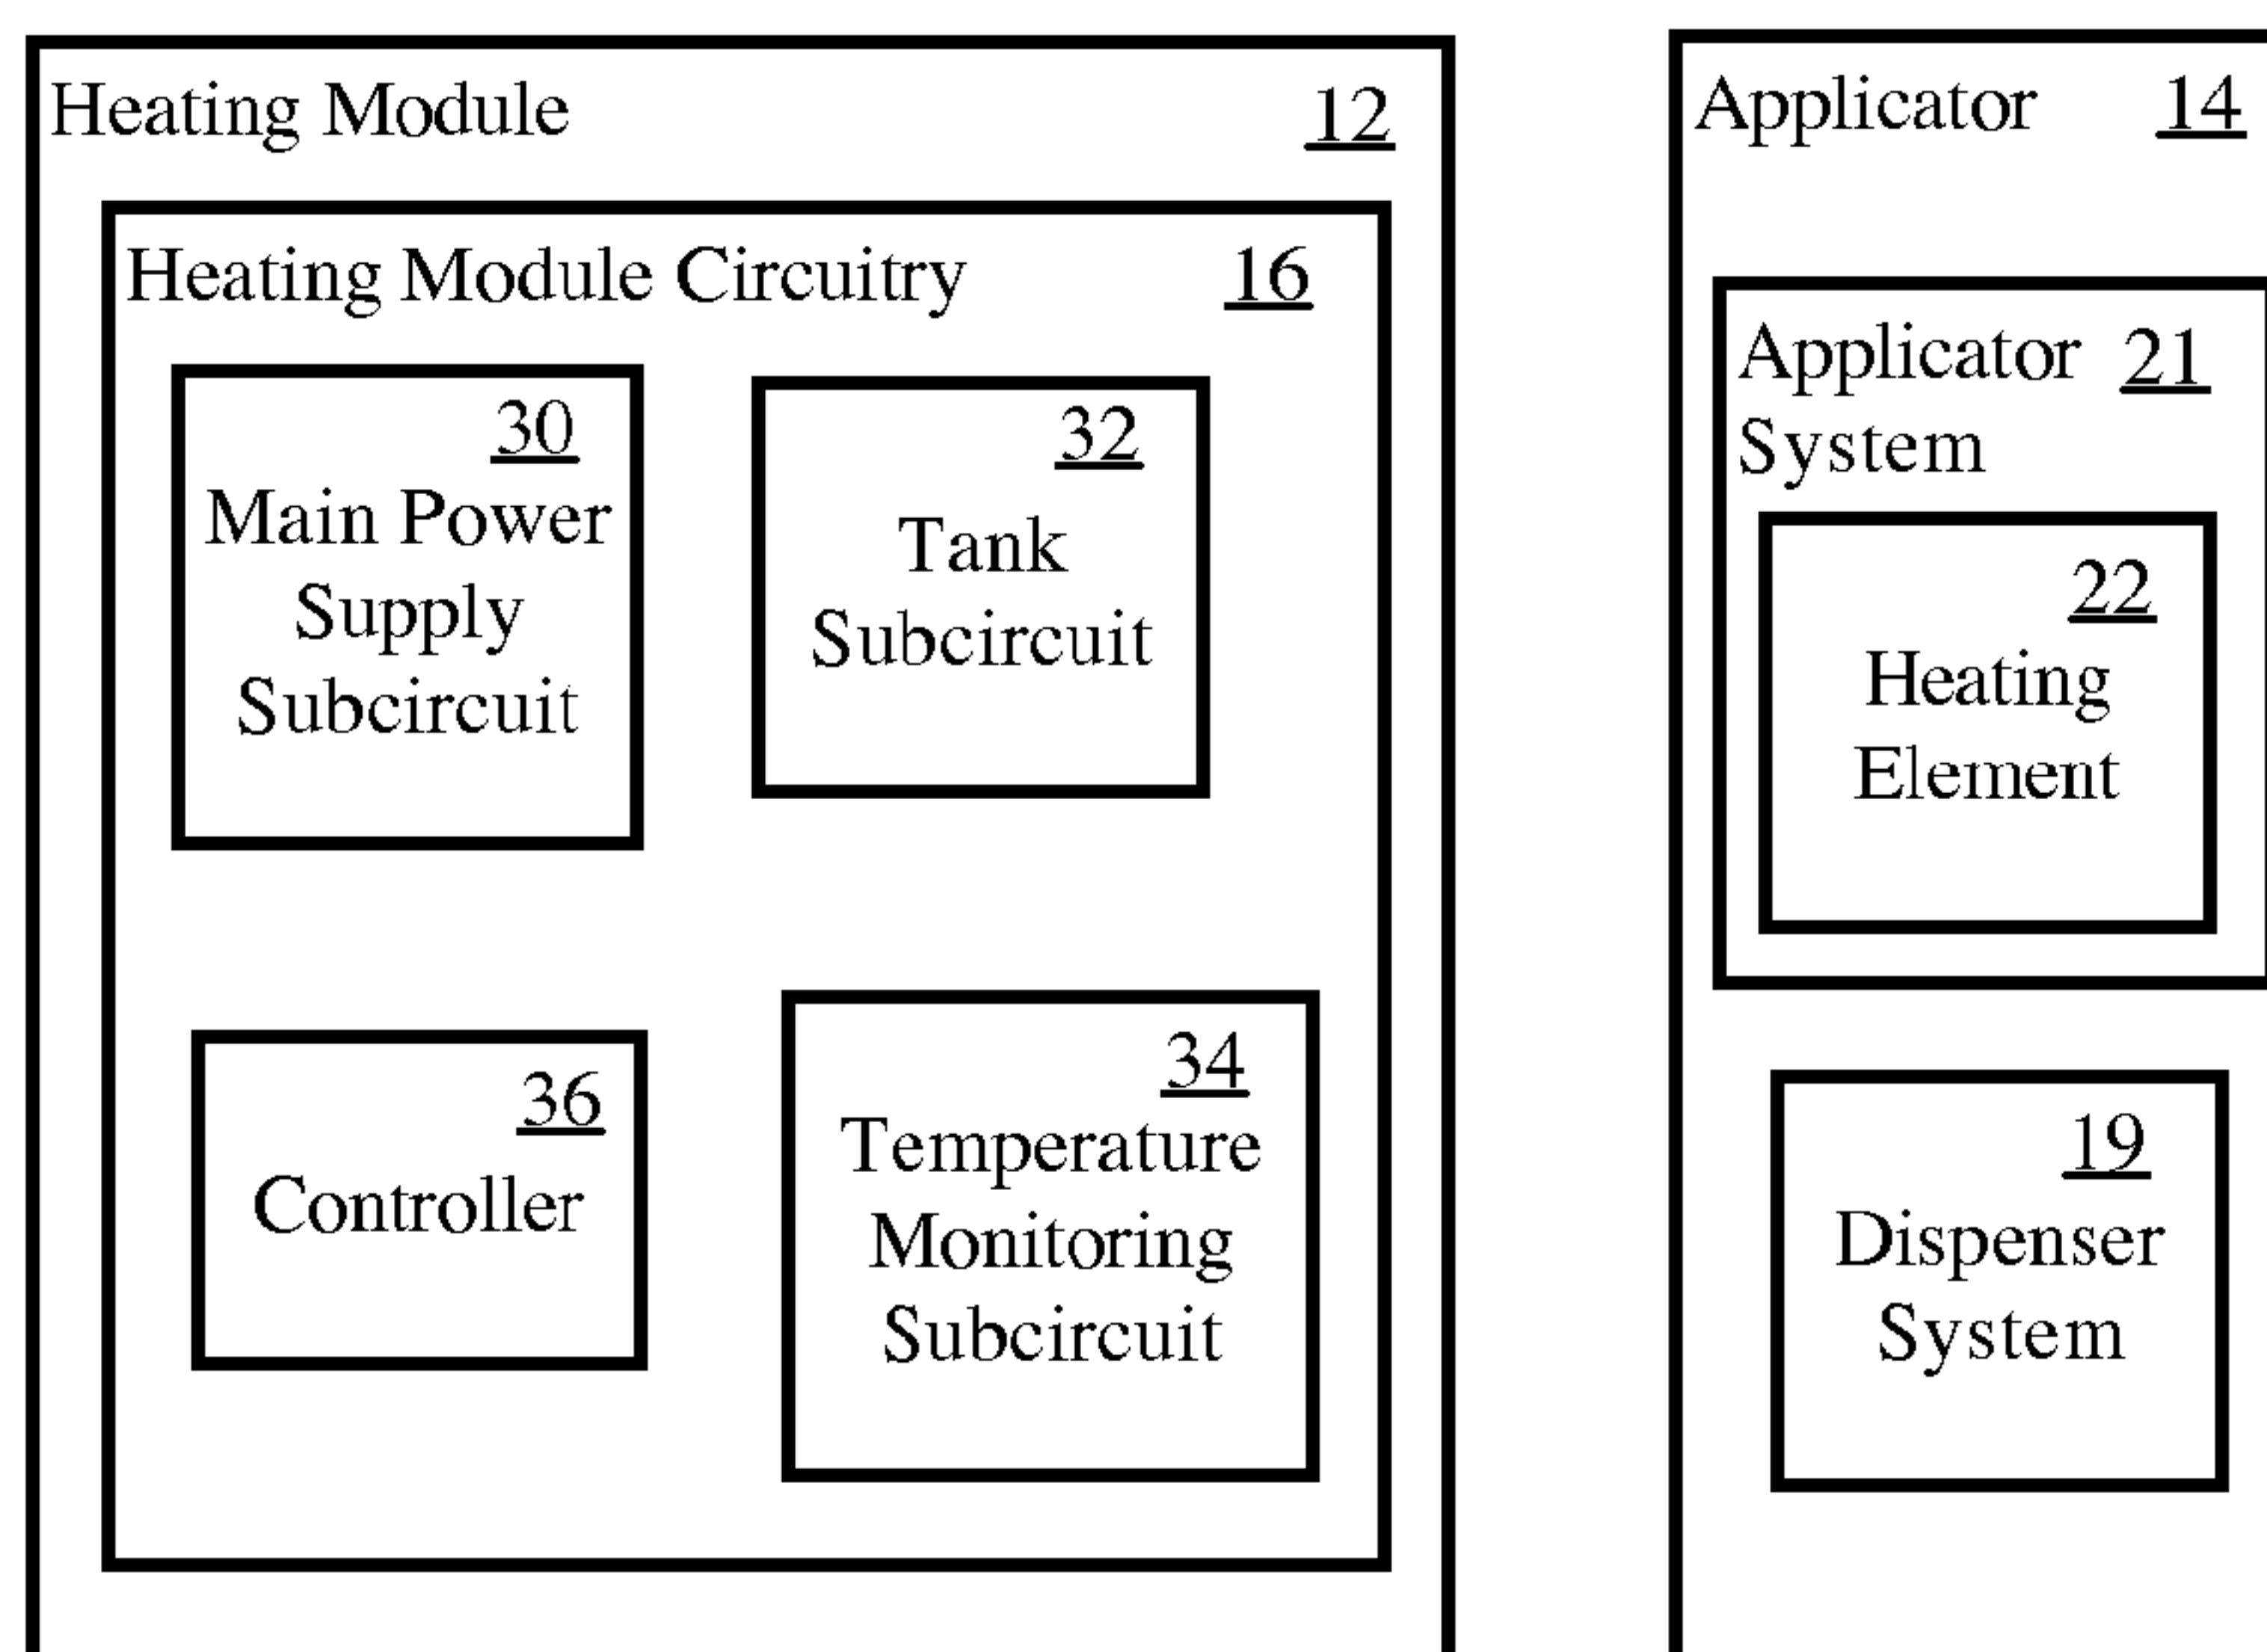 Heating Module 12
Heating Module Circuitry 16
30
Main Power
Supply
Subcircuit
32
Tank
Subcircuit
36
Controller
34
Temperature
Monitoring
Subcircuit
Applicator 14
Applicator 21
System
22
Heating
Element
19
Dispenser
System